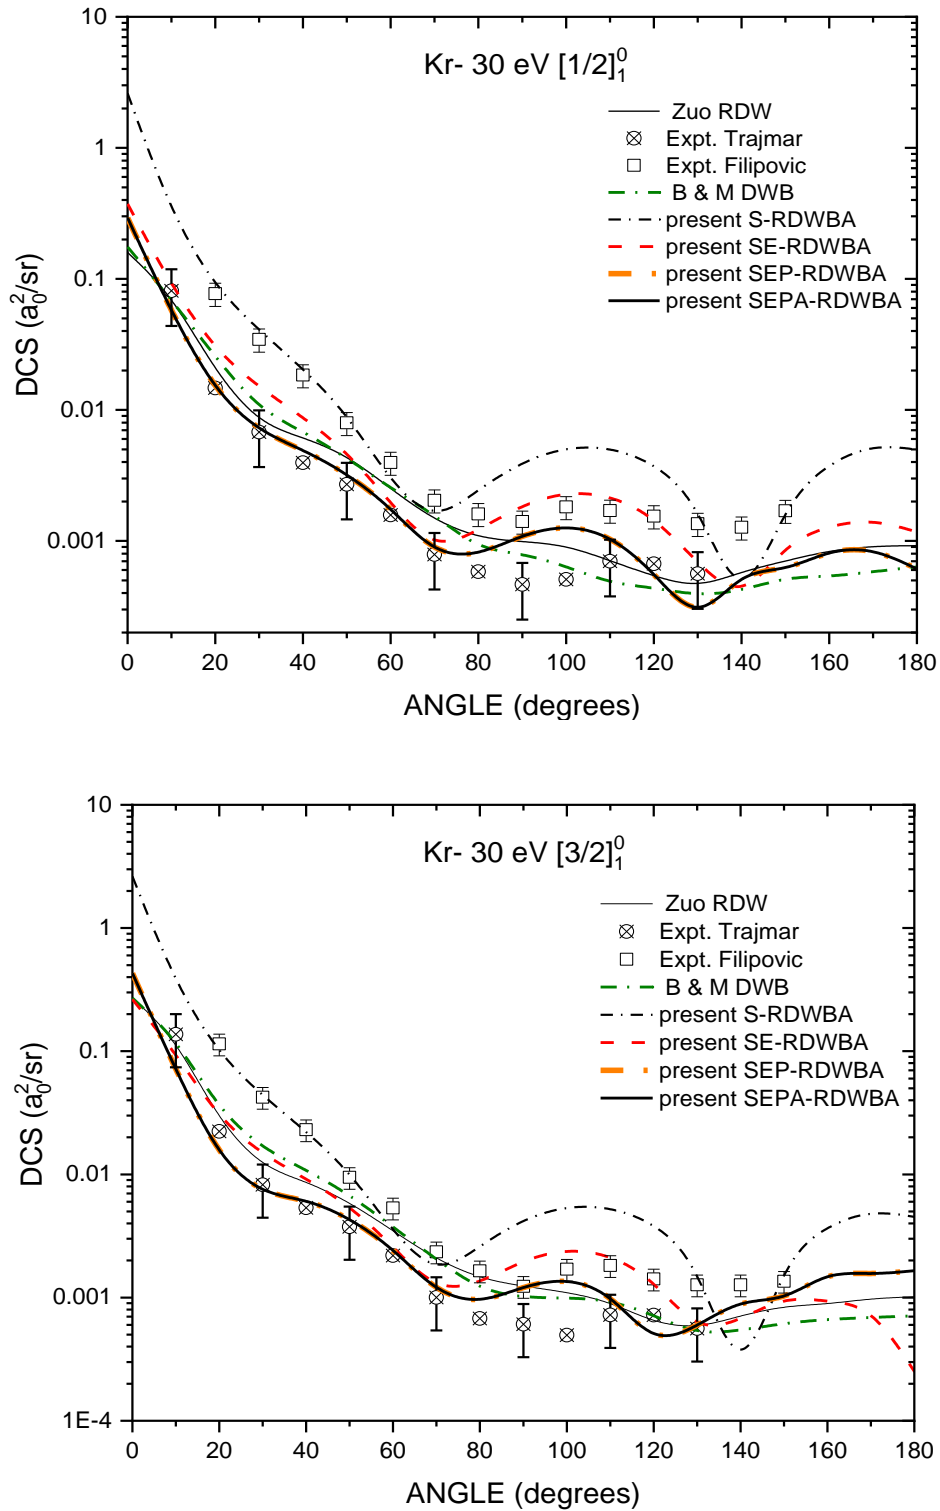 10
Kr- 30 eV [1/2]₁⁰
Zuo RDW
Expt. Trajmar
Expt. Filipovic
B & M DWB
present S-RDWBA
present SE-RDWBA
present SEP-RDWBA
present SEPA-RDWBA
1
0.1
0.01
0.001
DCS (a₀²/sr)
0 20 40 60 80 100 120 140 160 180
ANGLE (degrees)
10
Kr- 30 eV [3/2]₁⁰
Zuo RDW
Expt. Trajmar
Expt. Filipovic
B & M DWB
present S-RDWBA
present SE-RDWBA
present SEP-RDWBA
present SEPA-RDWBA
1
0.1
0.01
0.001
1E-4
DCS (a₀²/sr)
0 20 40 60 80 100 120 140 160 180
ANGLE (degrees)